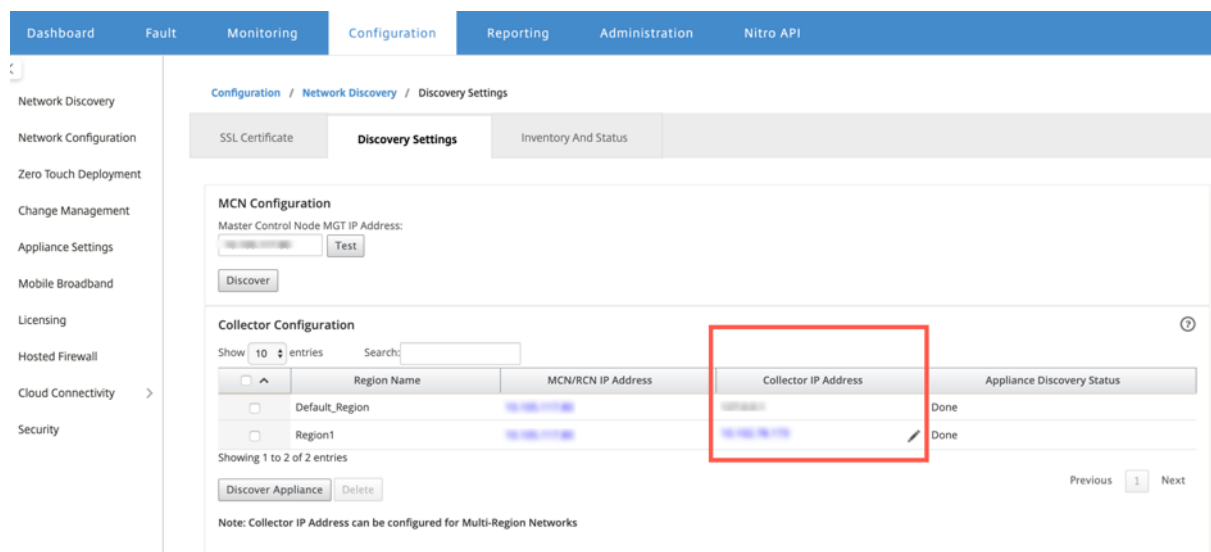 Dashboard Fault Monitoring Configuration Reporting Administration Nitro API
Network Discovery
Network Configuration
Zero Touch Deployment
Change Management
Appliance Settings
Mobile Broadband
Licensing
Hosted Firewall
Cloud Connectivity
Security
Configuration / Network Discovery / Discovery Settings
SSL Certificate Discovery Settings Inventory And Status
MCN Configuration
Master Control Node MGT IP Address:
Test
Discover
Collector Configuration
Show 10 entries Search:
Region Name MCN/RCN IP Address Collector IP Address Appliance Discovery Status
Default_Region Done
Region1 Done
Showing 1 to 2 of 2 entries
Previous 1 Next
Discover Appliance Delete
Note: Collector IP Address can be configured for Multi-Region Networks